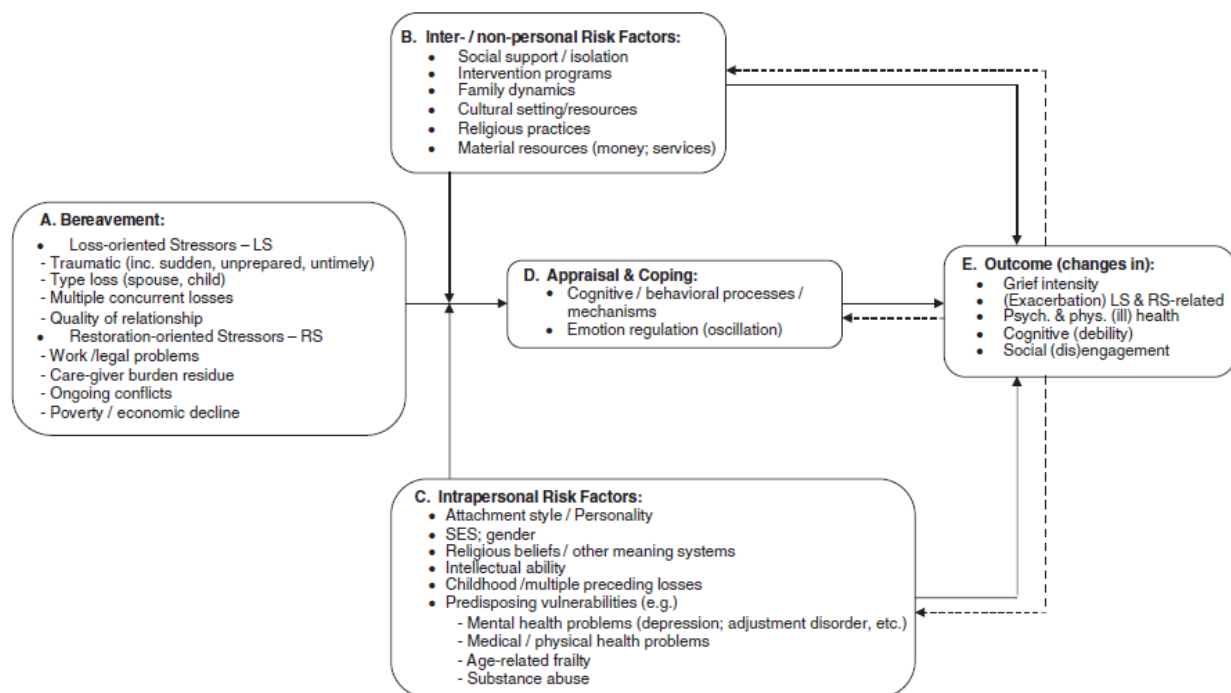 B. Inter- / non-personal Risk Factors:
• Social support / isolation
• Intervention programs
• Family dynamics
• Cultural setting/resources
• Religious practices
• Material resources (money; services)
A. Bereavement:
• Loss-oriented Stressors – LS
- Traumatic (inc. sudden, unprepared, untimely)
- Type loss (spouse, child)
- Multiple concurrent losses
- Quality of relationship
• Restoration-oriented Stressors – RS
- Work /legal problems
- Care-giver burden residue
- Ongoing conflicts
- Poverty / economic decline
D. Appraisal & Coping:
• Cognitive / behavioral processes /
mechanisms
• Emotion regulation (oscillation)
E. Outcome (changes in):
• Grief intensity
• (Exacerbation) LS & RS-related
• Psych. & phys. (ill) health
• Cognitive (debility)
• Social (dis)engagement
C. Intrapersonal Risk Factors:
• Attachment style / Personality
• SES; gender
• Religious beliefs / other meaning systems
• Intellectual ability
• Childhood /multiple preceding losses
• Predisposing vulnerabilities (e.g.)
- Mental health problems (depression; adjustment disorder, etc.)
- Medical / physical health problems
- Age-related frailty
- Substance abuse